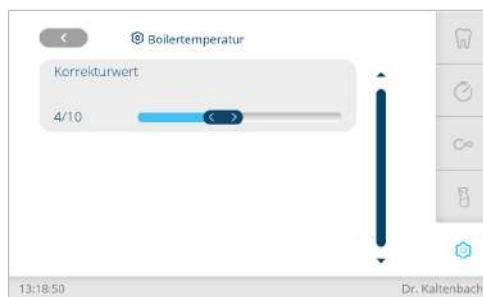 Boilertemperatur
Korrekturwert
4/10
13:18:50
Dr. Kaltenbach